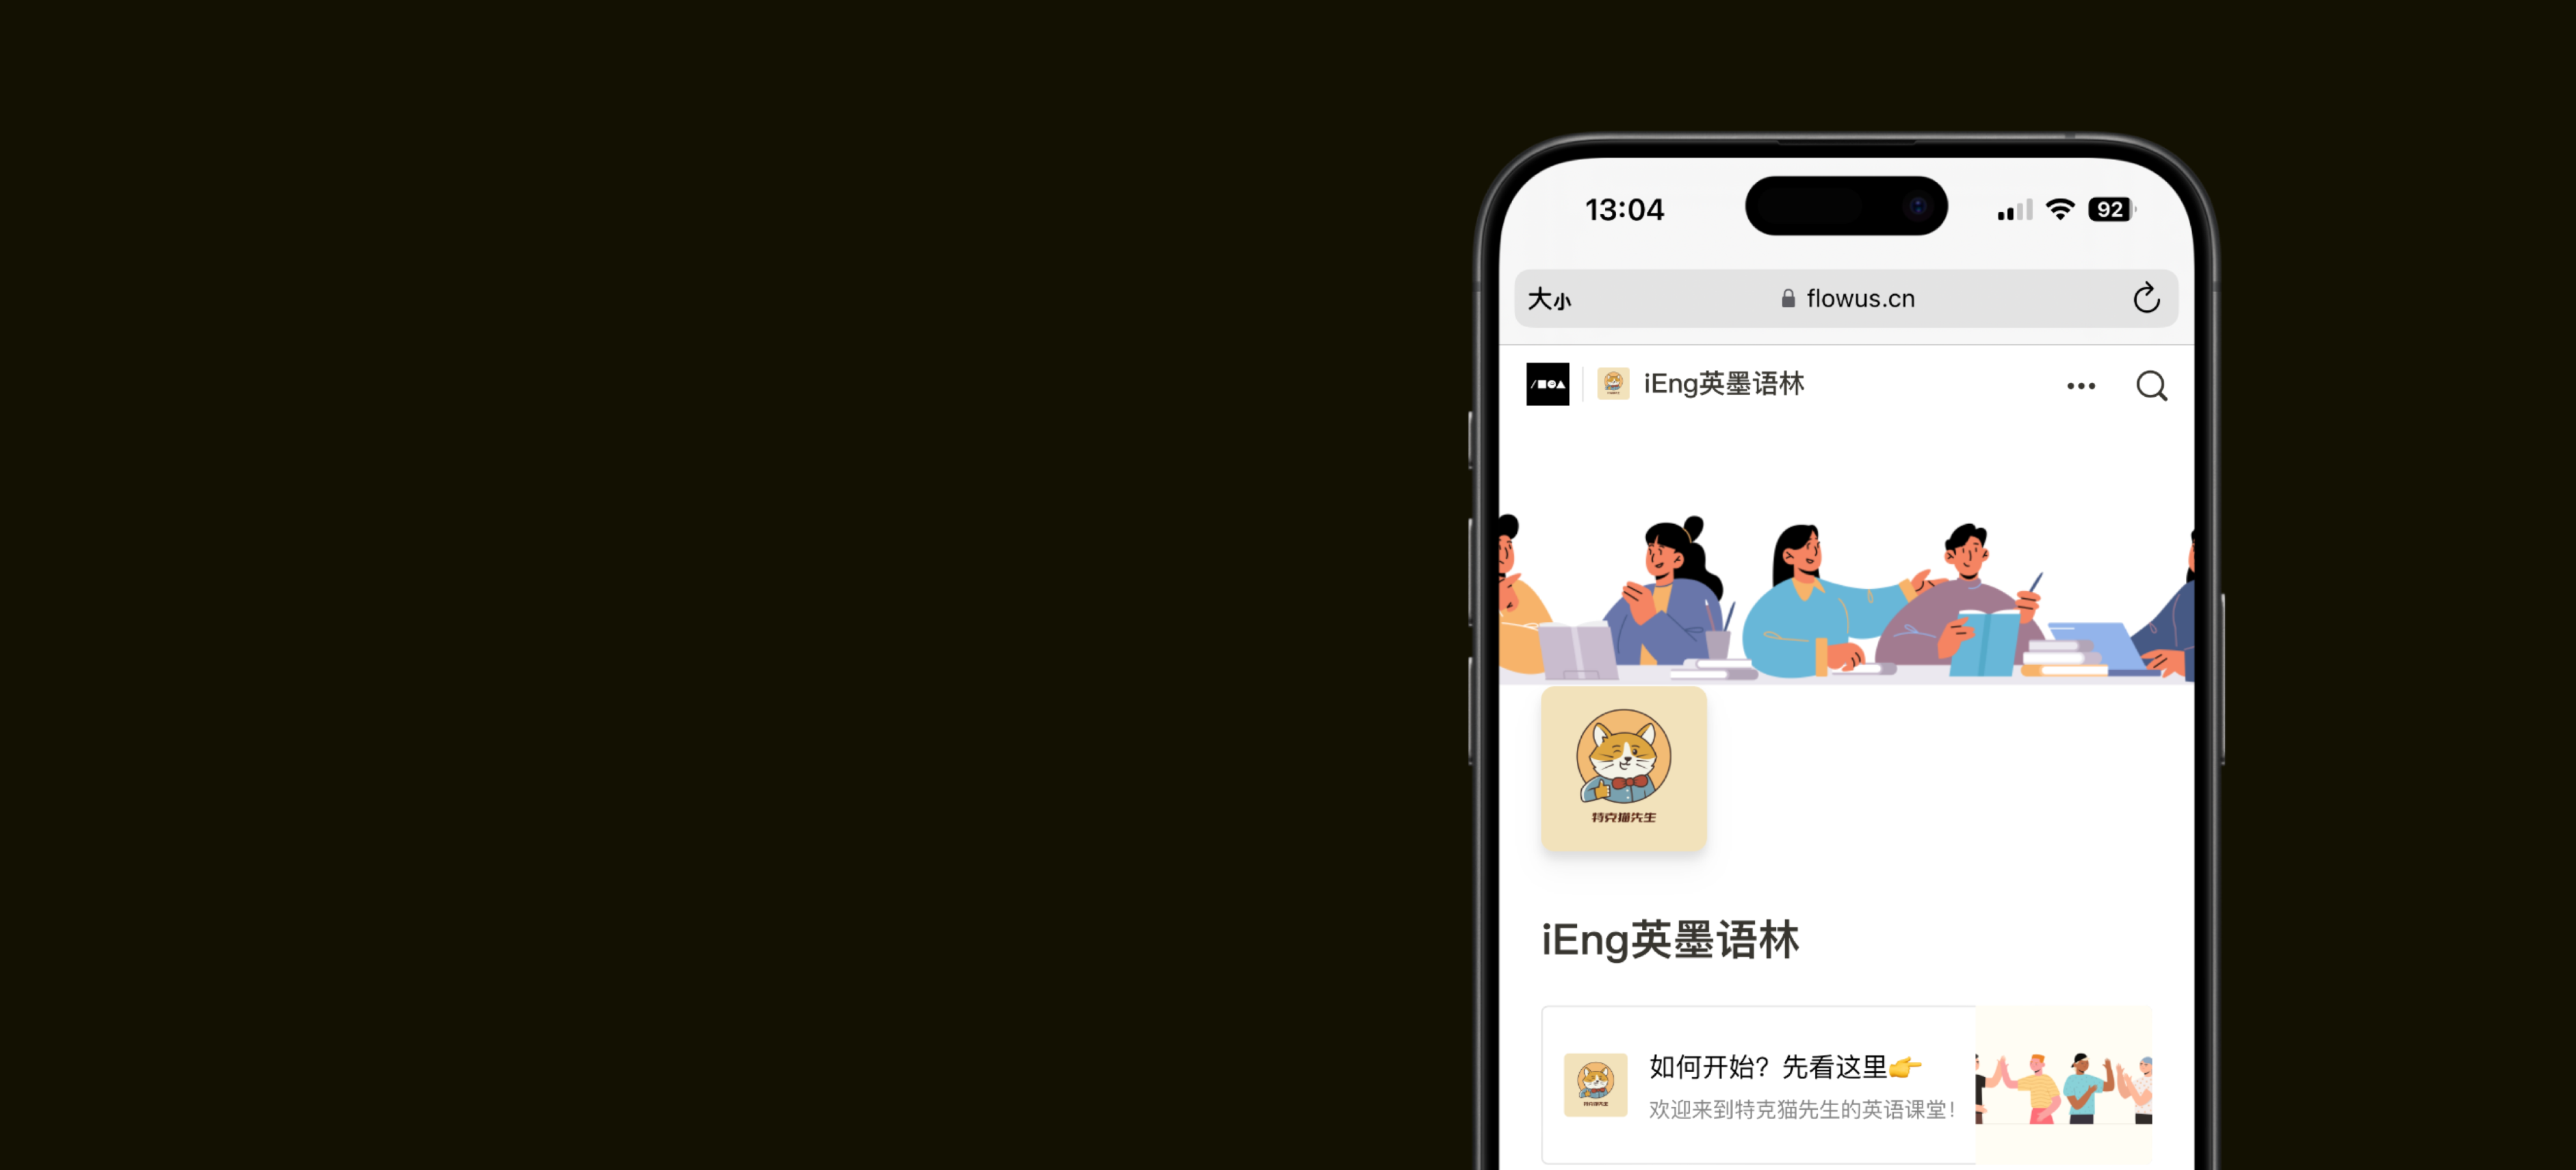 13:04
92
大小
flowus.cn
iEng英墨语林
特克猫先生
iEng英墨语林
如何开始？先看这里👉
欢迎来到特克猫先生的英语课堂！